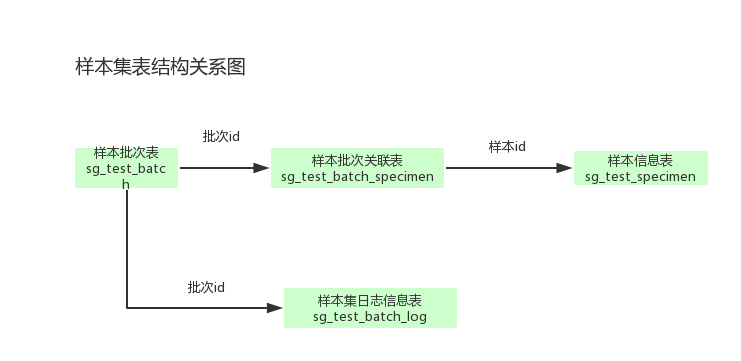 样本集表结构关系图
批次id
样本id
样本批次表
sg_test_batc
h
样本批次关联表
sg_test_batch_specimen
样本信息表
sg_test_specimen
批次id
样本集日志信息表
sg_test_batch_log